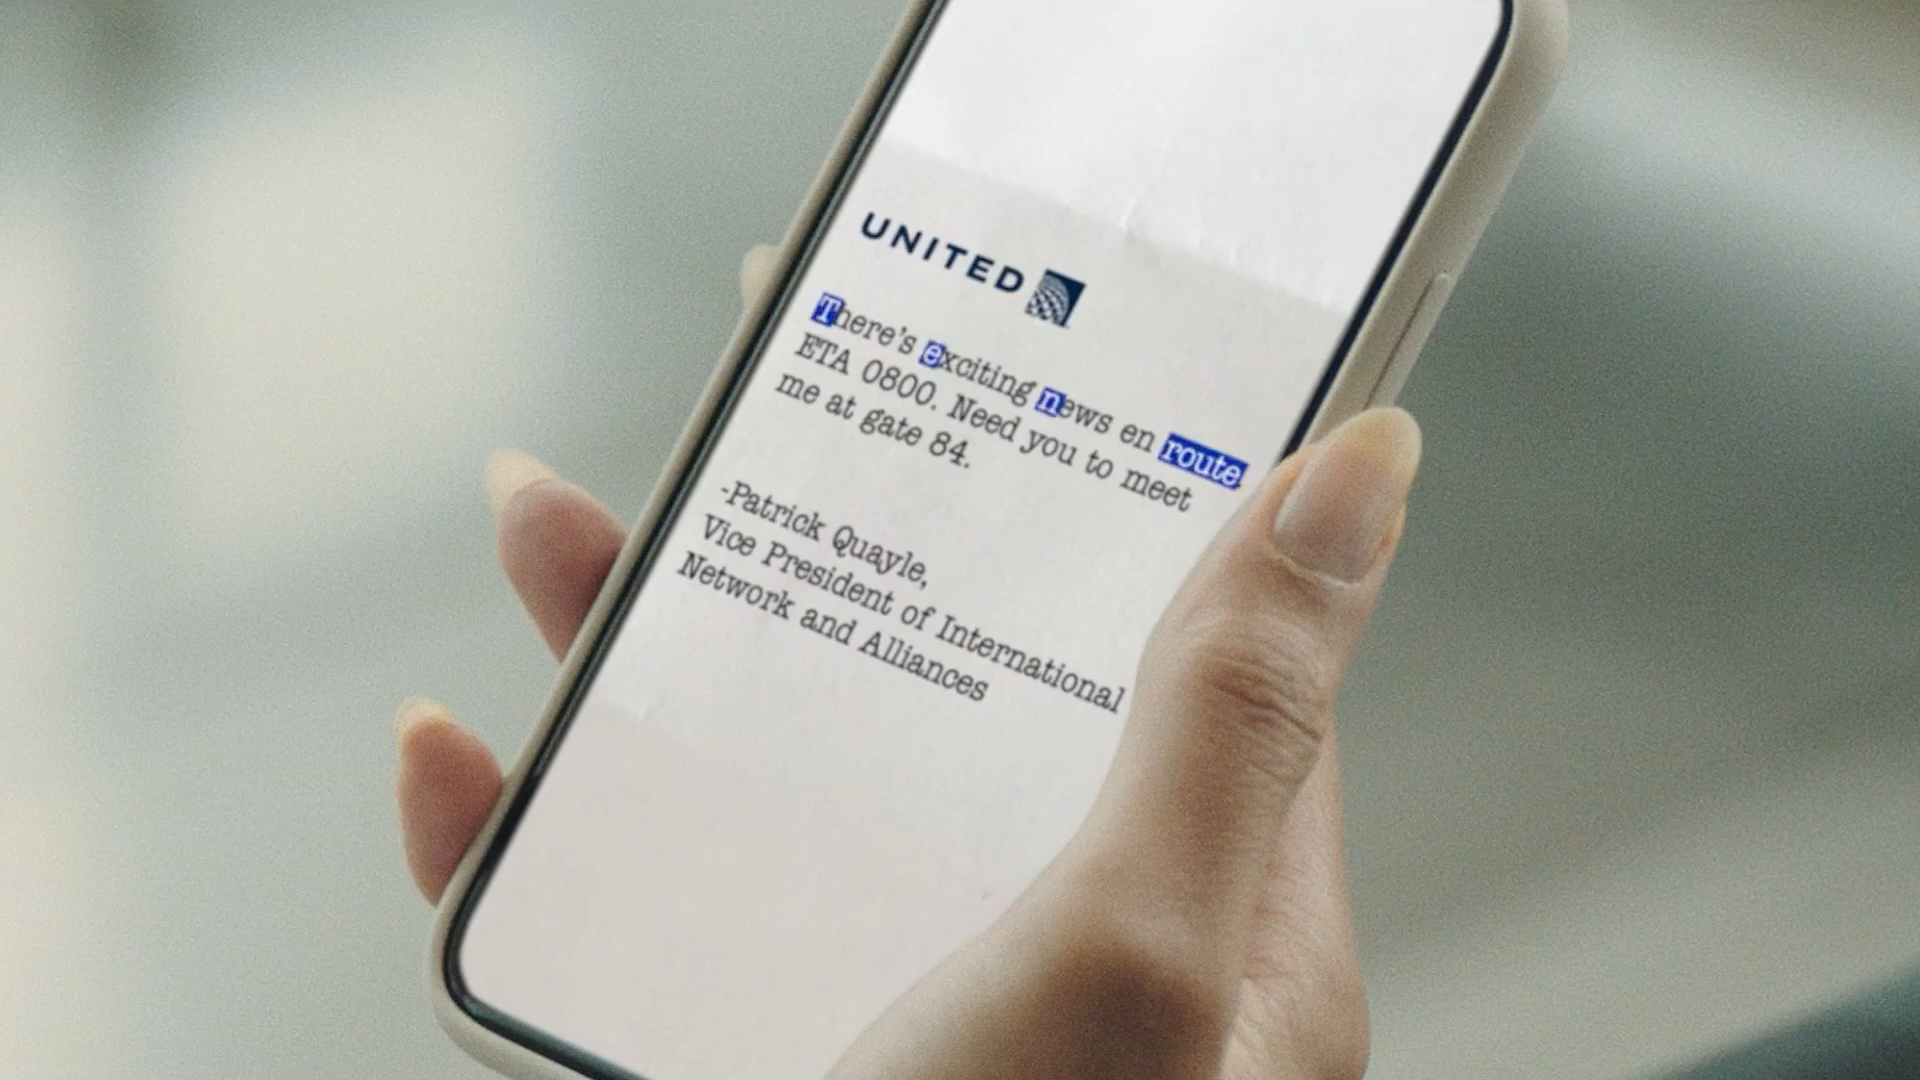 UNITED
There's exciting news en route.
ETA 0800. Need you to meet
me at gate 84.
-Patrick Quayle,
Vice President of International
Network and Alliances